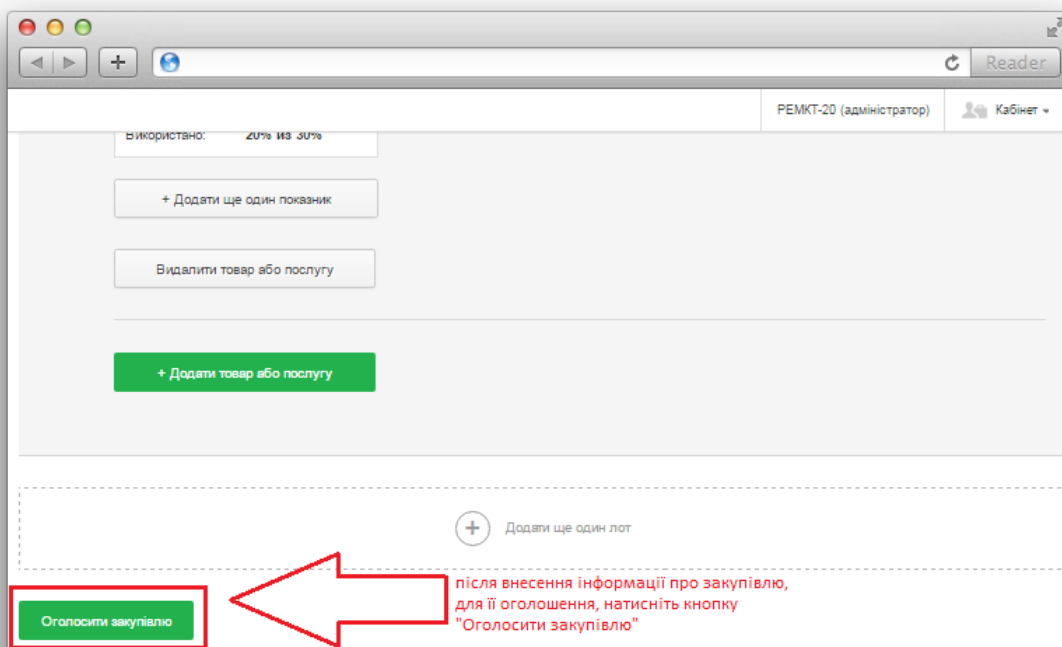 Reader
РЕМКТ-20 (адміністратор)
Кабінет
Використано: 20% из 30%
+ Додати ще один показник
Видалити товар або послугу
+ Додати товар або послугу
+ Додати ще один лот
після внесення інформації про закупівлю,
для її оголошення, натисніть кнопку
"Оголосити закупівлю"
Оголосити закупівлю